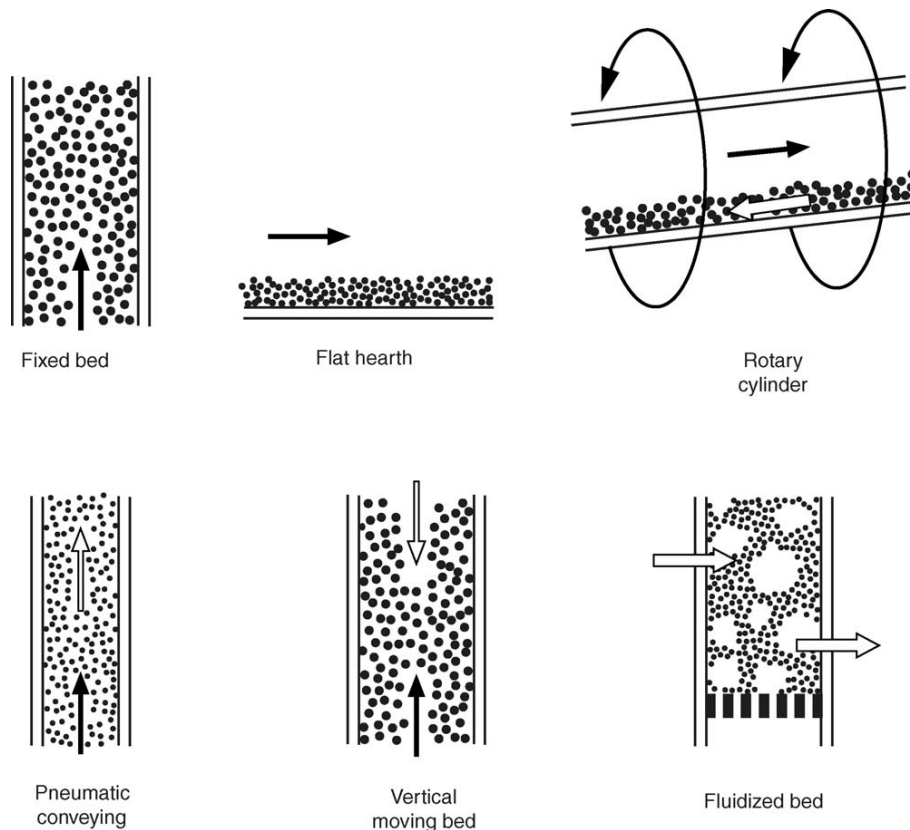 Fixed bed
Flat hearth
Rotary
cylinder
Pneumatic
conveying
Vertical
moving bed
Fluidized bed